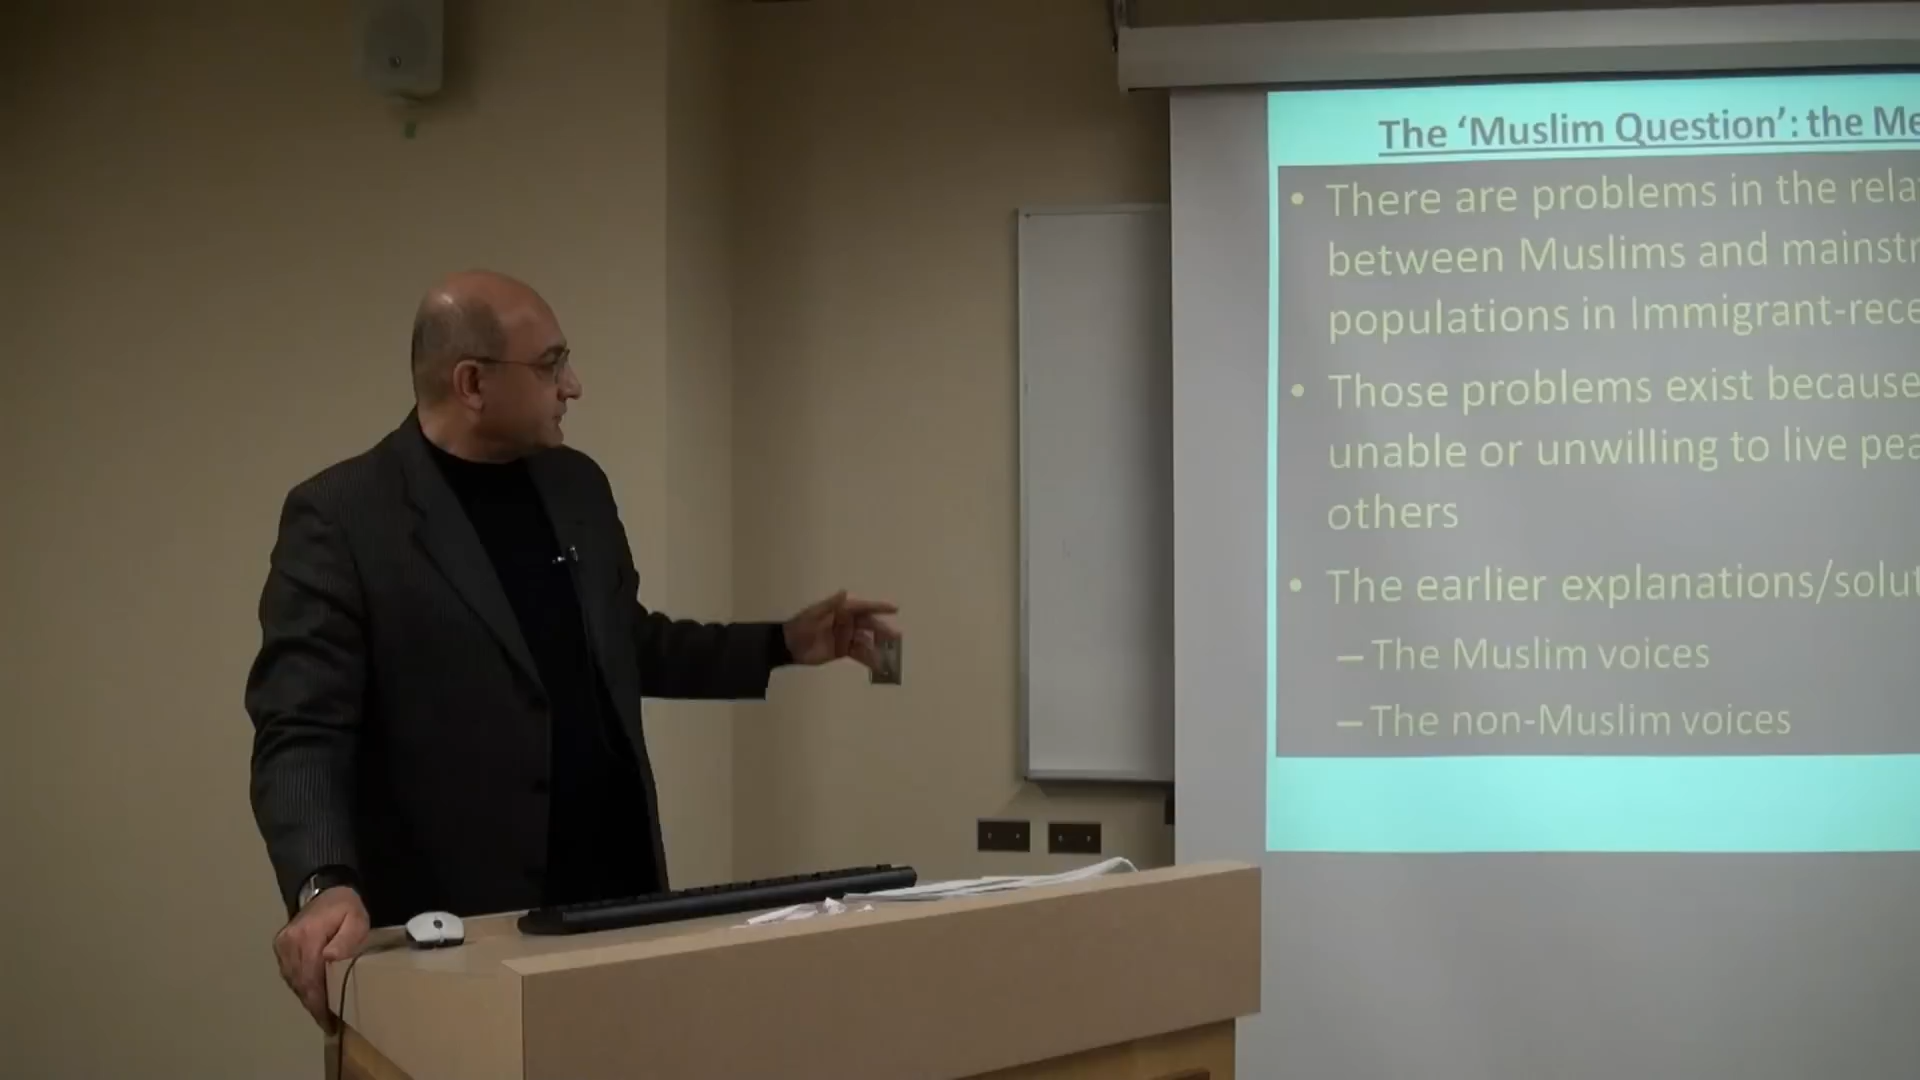 The ‘Muslim Question’: the Me
• There are problems in the rela
between Muslims and mainstr
populations in Immigrant-rece
• Those problems exist because
unable or unwilling to live pea
others
• The earlier explanations/solut
– The Muslim voices
– The non-Muslim voices